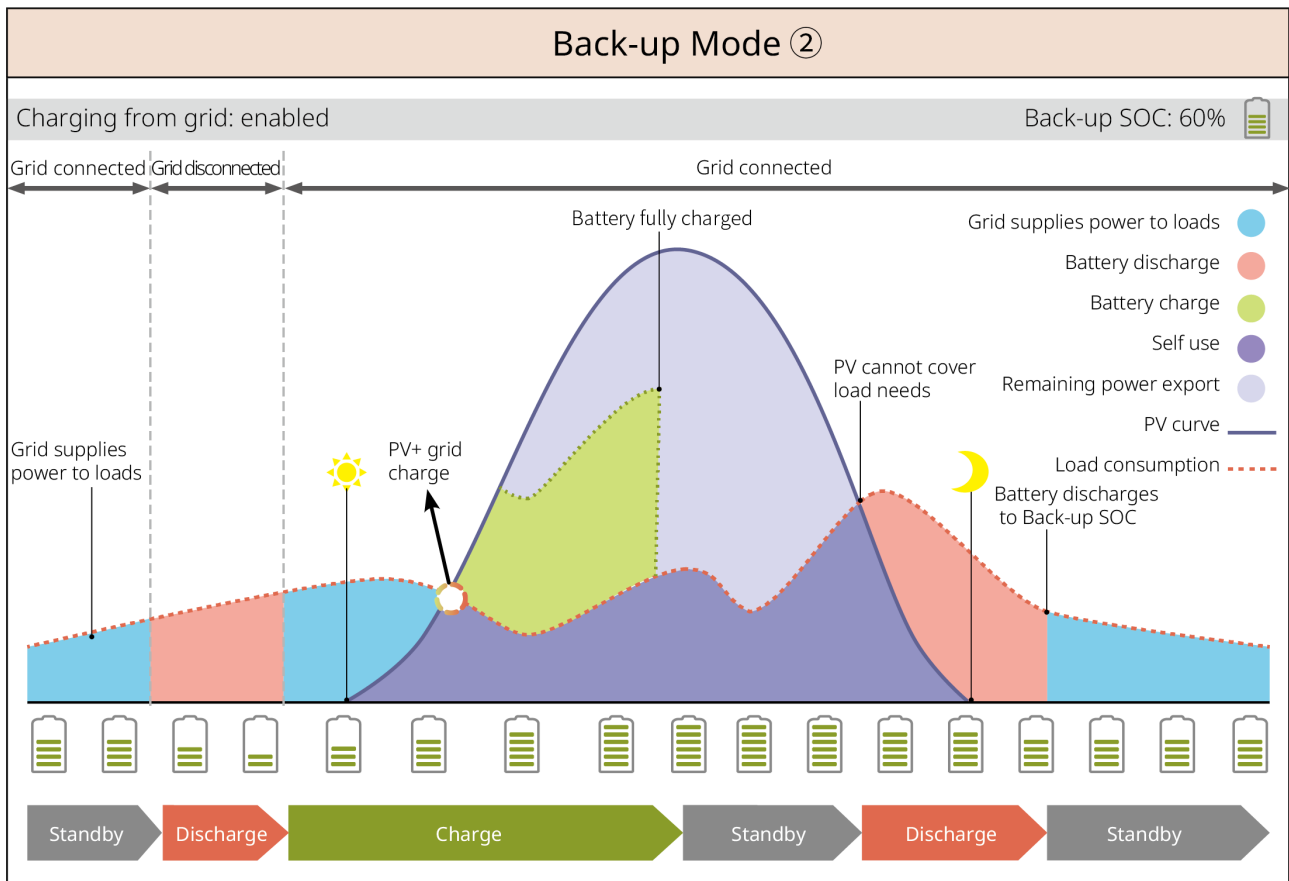 Back-up Mode ②
Charging from grid: enabled
Back-up SOC: 60%
Grid connected
Grid disconnected
Grid connected
Battery fully charged
Grid supplies power to loads
Battery discharge
Battery charge
Self use
Remaining power export
PV curve
Load consumption
PV cannot cover
load needs
Grid supplies
power to loads
PV+ grid
charge
Battery discharges
to Back-up SOC
Standby
Discharge
Charge
Standby
Discharge
Standby